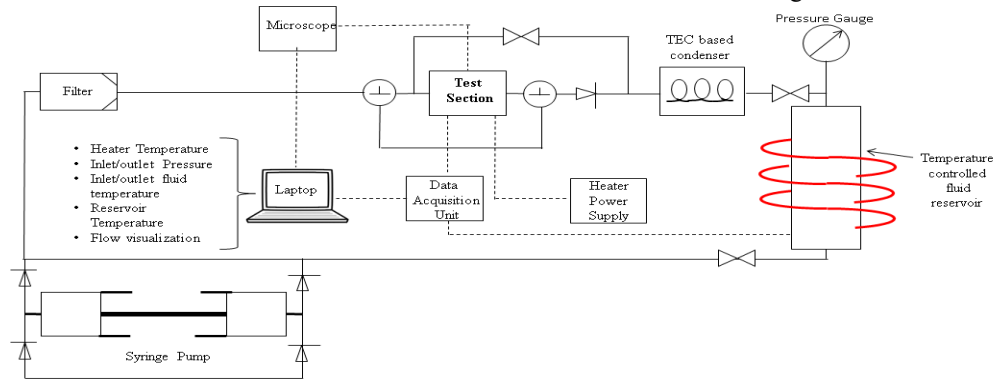 Pressure Gauge
Microscope
TEC based
condenser
Filter
Test
Section
• Heater Temperature
• Inlet/outlet Pressure
• Inlet/outlet fluid
temperature
• Reservoir
Temperature
• Flow visualization
Laptop
Data
Acquisition
Unit
Heater
Power
Supply
Temperature
controlled
fluid
reservoir
Syringe Pump